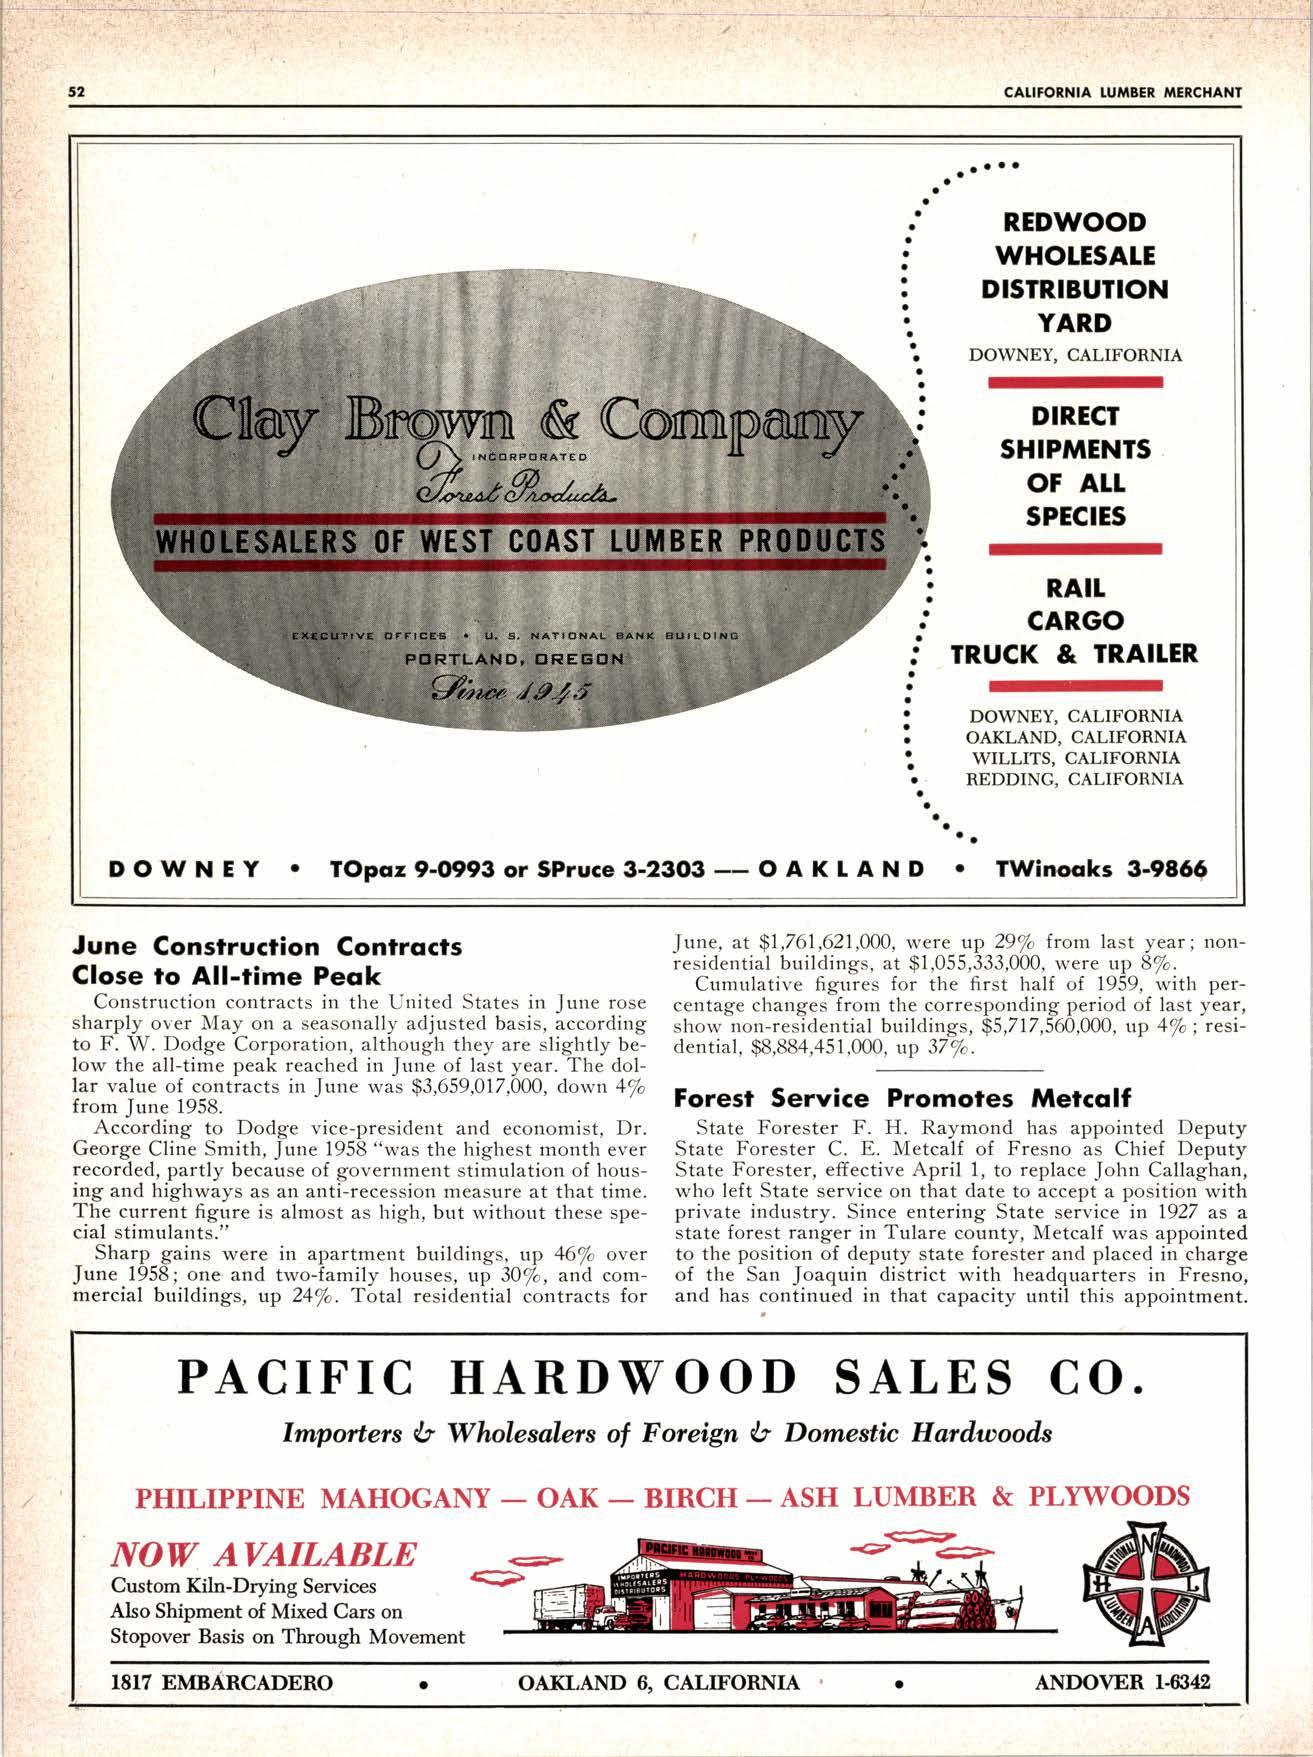 52
CALIFORNIA LUMBER MERCHANT
Clay Brown & Company
INCORPORATED
Forest Products
WHOLESALERS OF WEST COAST LUMBER PRODUCTS
EXECUTIVE OFFICES • U. S. NATIONAL BANK BUILDING
PORTLAND, OREGON
Since 1945
REDWOOD
WHOLESALE
DISTRIBUTION
YARD
DOWNEY, CALIFORNIA
DIRECT
SHIPMENTS
OF ALL
SPECIES
RAIL
CARGO
TRUCK & TRAILER
DOWNEY, CALIFORNIA
OAKLAND, CALIFORNIA
WILLITS, CALIFORNIA
REDDING, CALIFORNIA
DOWNEY • TOpaz 9-0993 or SPruce 3-2303 –– OAKLAND • TWinoaks 3-9866
June Construction Contracts
Close to All-time Peak
Construction contracts in the United States in June rose
sharply over May on a seasonally adjusted basis, according
to F. W. Dodge Corporation, although they are slightly be-
low the all-time peak reached in June of last year. The dol-
lar value of contracts in June was $3,659,017,000, down 4%
from June 1958.
According to Dodge vice-president and economist, Dr.
George Cline Smith, June 1958 “was the highest month ever
recorded, partly because of government stimulation of hous-
ing and highways as an anti-recession measure at that time.
The current figure is almost as high, but without these spe-
cial stimulants.”
Sharp gains were in apartment buildings, up 46% over
June 1958; one and two-family houses, up 30%, and com-
mercial buildings, up 24%. Total residential contracts for
June, at $1,761,621,000, were up 29% from last year; non-
residential buildings, at $1,055,333,000, were up 8%.
Cumulative figures for the first half of 1959, with per-
centage changes from the corresponding period of last year,
show non-residential buildings, $5,717,560,000, up 4%; resi-
dential, $8,884,451,000, up 37%.
Forest Service Promotes Metcalf
State Forester F. H. Raymond has appointed Deputy
State Forester C. E. Metcalf of Fresno as Chief Deputy
State Forester, effective April 1, to replace John Callaghan,
who left State service on that date to accept a position with
private industry. Since entering State service in 1927 as a
state forest ranger in Tulare county, Metcalf was appointed
to the position of deputy state forester and placed in charge
of the San Joaquin district with headquarters in Fresno,
and has continued in that capacity until this appointment.
PACIFIC HARDWOOD SALES CO.
Importers & Wholesalers of Foreign & Domestic Hardwoods
PHILIPPINE MAHOGANY — OAK — BIRCH — ASH LUMBER & PLYWOODS
NOW AVAILABLE
Custom Kiln-Drying Services
Also Shipment of Mixed Cars on
Stopover Basis on Through Movement
PACIFIC HARDWOOD
IMPORTERS
WHOLESALERS
DISTRIBUTORS
HARDWOODS PLYWOODS
N H L A
NATIONAL HARDWOOD
LUMBER ASSOCIATION
1817 EMBARCADERO • OAKLAND 6, CALIFORNIA • ANDOVER 1-6342